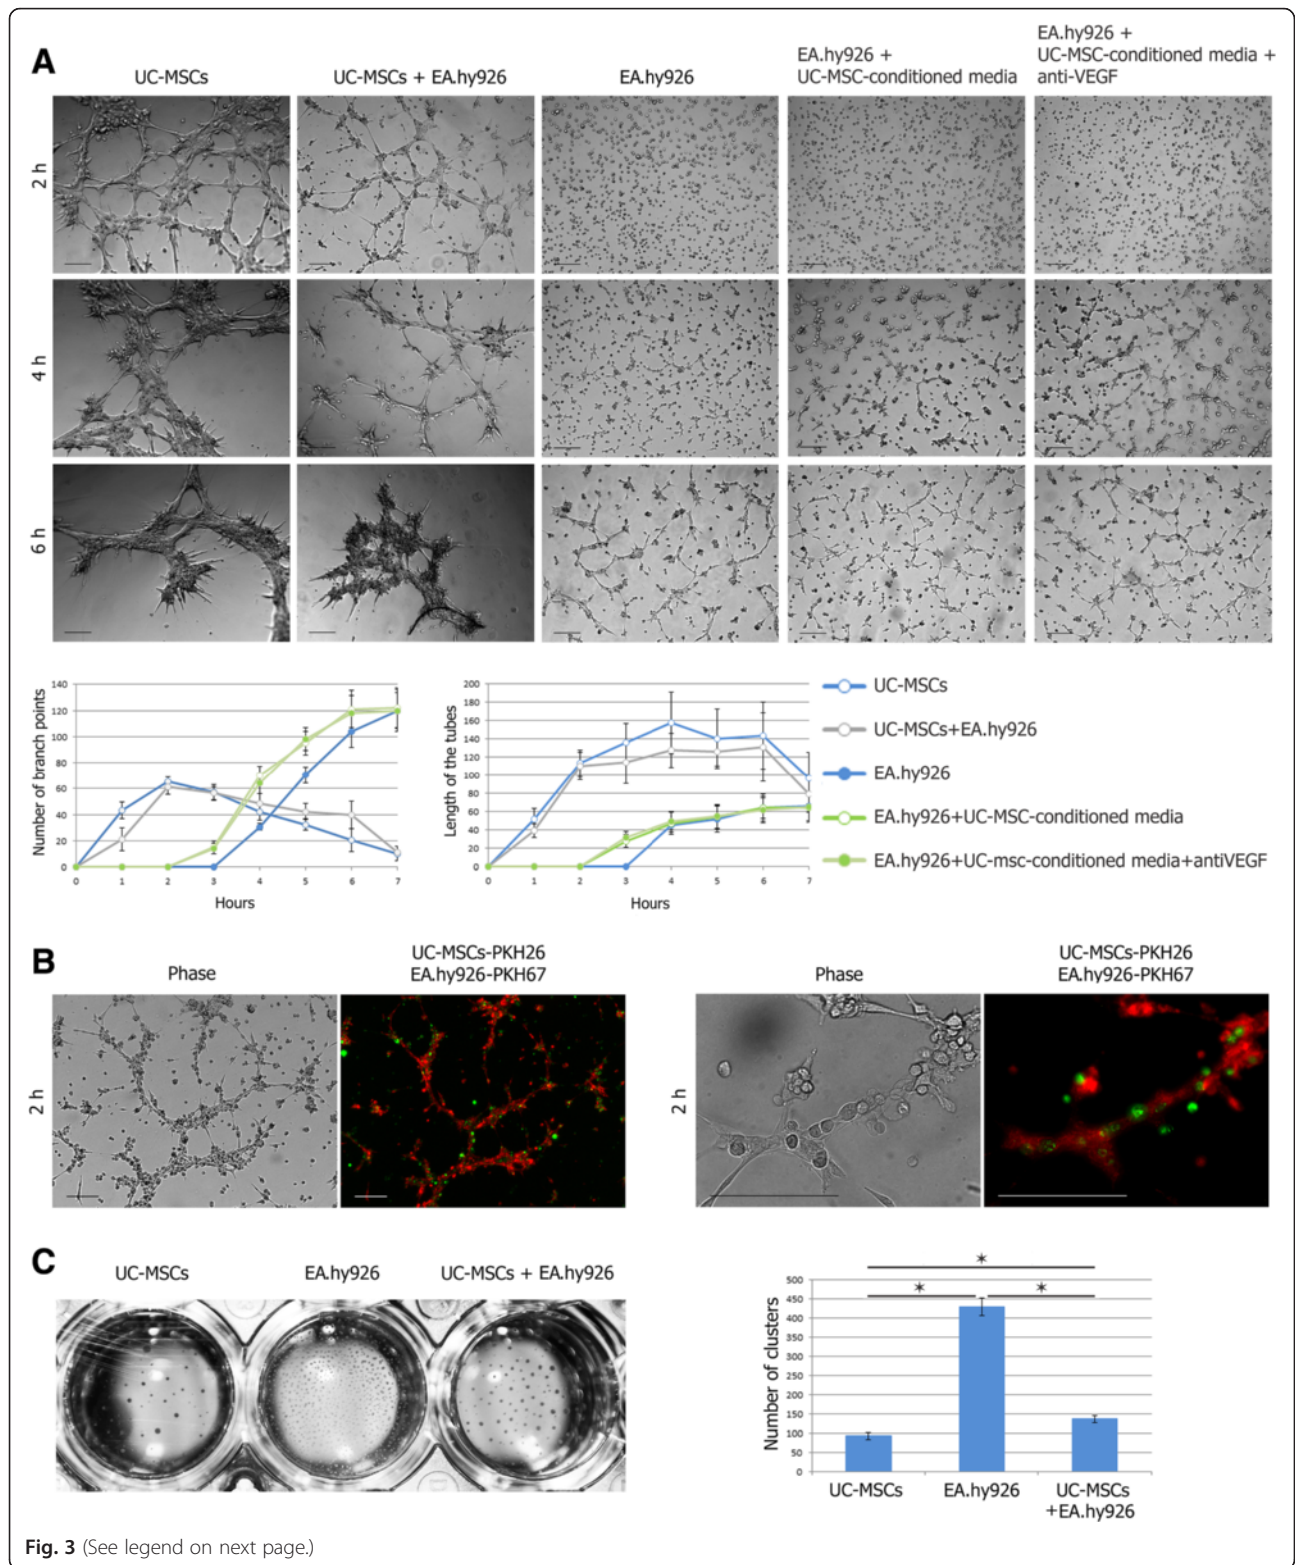 A
UC-MSCs
UC-MSCs + EA.hy926
EA.hy926
EA.hy926 +
UC-MSC-conditioned media
EA.hy926 +
UC-MSC-conditioned media +
anti-VEGF
2 h
4 h
6 h
Number of branch points
140
120
100
80
60
40
20
0
0 1 2 3 4 5 6 7
Hours
Length of the tubes
200
180
160
140
120
100
80
60
40
20
0
0 1 2 3 4 5 6 7
Hours
UC-MSCs
UC-MSCs+EA.hy926
EA.hy926
EA.hy926+UC-MSC-conditioned media
EA.hy926+UC-msc-conditioned media+antiVEGF
B
Phase
UC-MSCs-PKH26
EA.hy926-PKH67
2 h
Phase
UC-MSCs-PKH26
EA.hy926-PKH67
2 h
C
UC-MSCs
EA.hy926
UC-MSCs + EA.hy926
Number of clusters
500
450
400
350
300
250
200
150
100
50
0
*
*
*
UC-MSCs
EA.hy926
UC-MSCs
+EA.hy926
Fig. 3 (See legend on next page.)